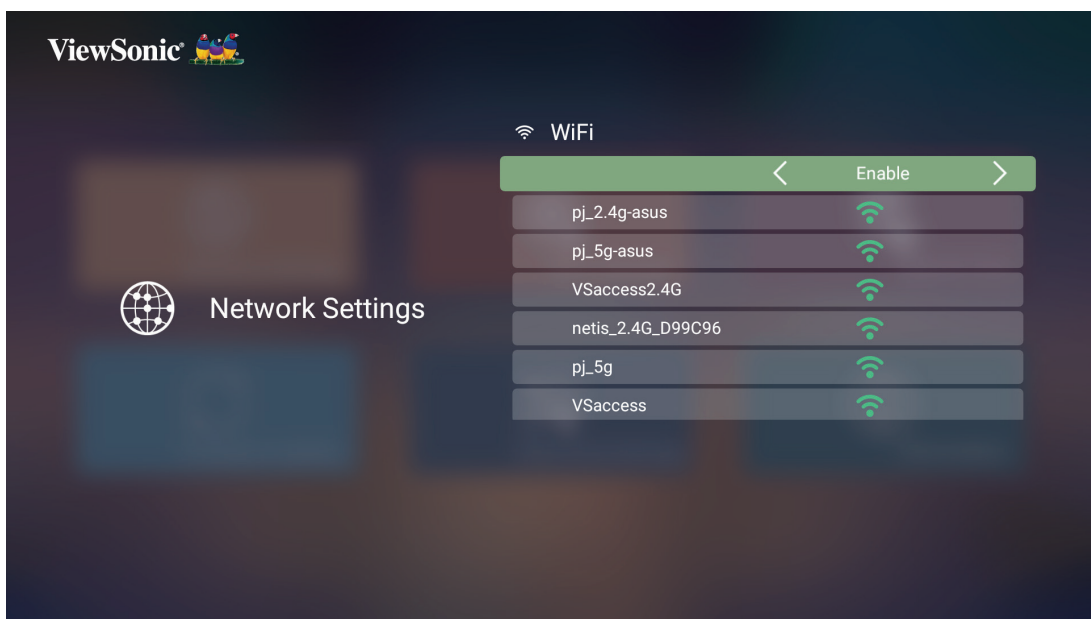 ViewSonic®
WiFi
Enable
pj_2.4g-asus
pj_5g-asus
VSaccess2.4G
netis_2.4G_D99C96
pj_5g
VSaccess
Network Settings